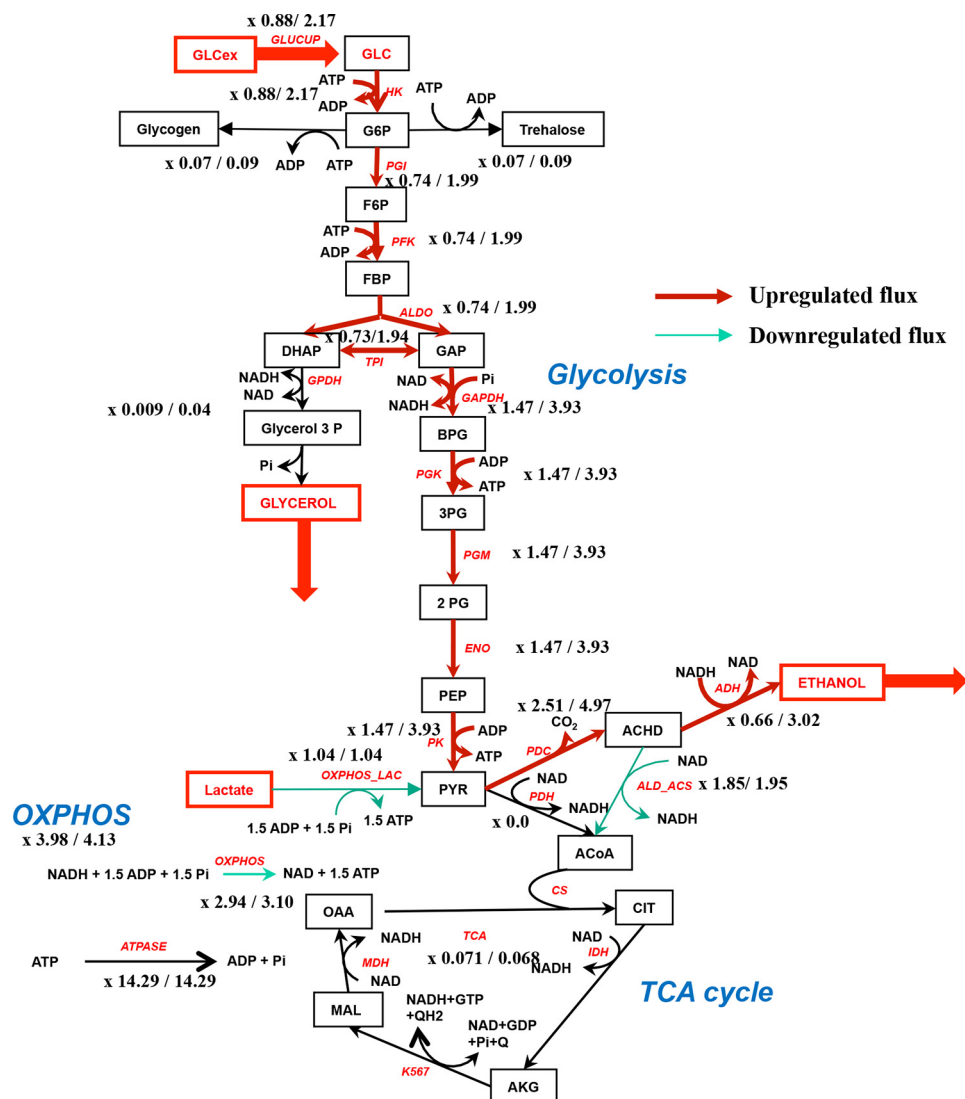 x 0.88/ 2.17
GLUCUP
GLCex
GLC
ATP
HK
x 0.88/ 2.17
ADP
ATP
ADP
Glycogen
G6P
Trehalose
x 0.07 / 0.09
ADP
ATP
PGI
x 0.07 / 0.09
x 0.74 / 1.99
F6P
ATP
PFK
x 0.74 / 1.99
ADP
FBP
Upregulated flux
ALDO
x 0.74 / 1.99
x 0.73/1.94
Downregulated flux
DHAP
TPI
GAP
Glycolysis
NADH
GPDH
NAD
NAD
Pi
GAPDH
NADH
x 0.009 / 0.04
x 1.47 / 3.93
Glycerol 3 P
BPG
Pi
PGK
ADP
x 1.47 / 3.93
ATP
GLYCEROL
3PG
PGM
x 1.47 / 3.93
2 PG
ENO
x 1.47 / 3.93
NADH
NAD
ADH
ETHANOL
PEP
x 2.51 / 4.97
x 1.47 / 3.93
PK
ADP
CO2
ACHD
x 0.66 / 3.02
ATP
PDC
x 1.04 / 1.04
OXPHOS_LAC
NAD
NAD
Lactate
PYR
PDH
ALD_ACS
x 1.85/ 1.95
OXPHOS
1.5 ADP + 1.5 Pi
1.5 ATP
NADH
NADH
x 3.98 / 4.13
x 0.0
ACoA
OXPHOS
NADH + 1.5 ADP + 1.5 Pi
NAD + 1.5 ATP
CS
x 2.94 / 3.10
OAA
CIT
ATPASE
NADH
TCA
NAD
IDH
ATP
ADP + Pi
MDH
x 0.071 / 0.068
NADH
x 14.29 / 14.29
NAD
TCA cycle
MAL
NADH+GTP
+QH2
NAD+GDP
+Pi+Q
K567
AKG